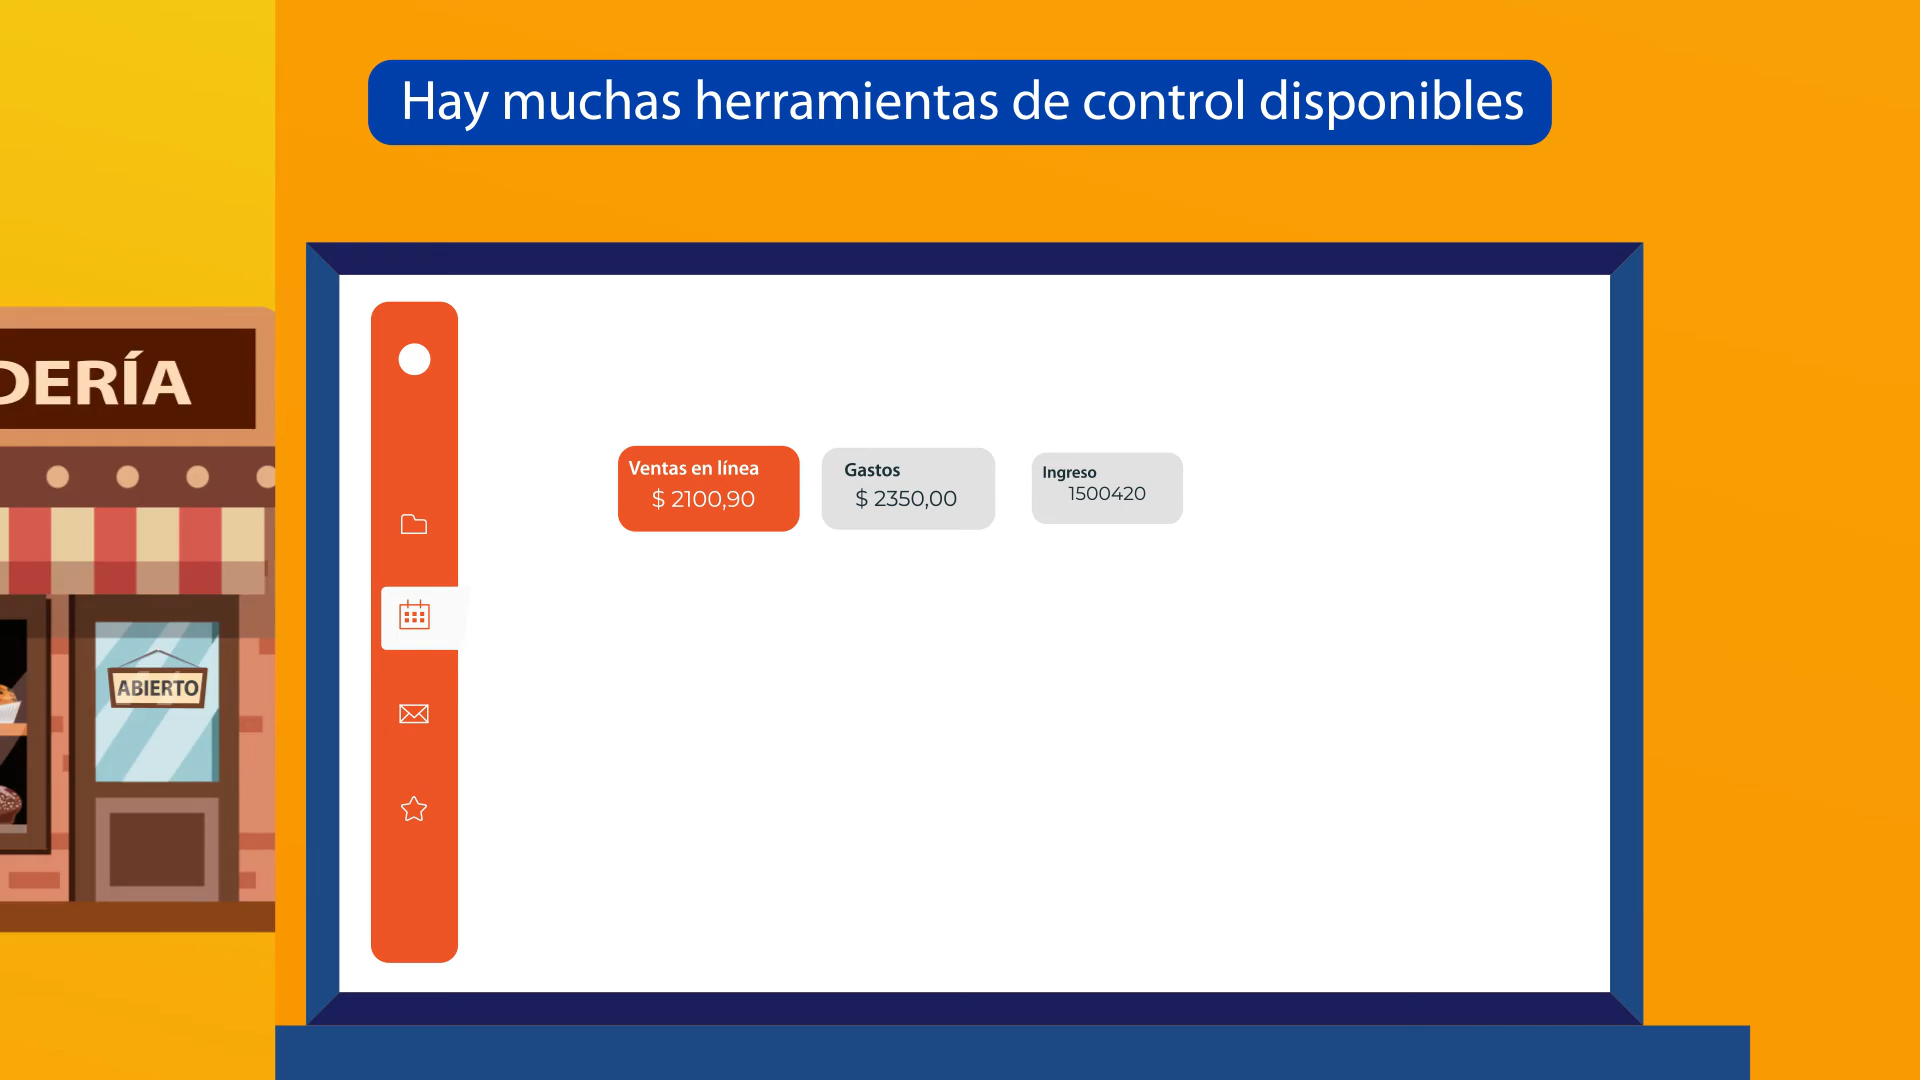 Hay muchas herramientas de control disponibles
DERÍA
Ventas en línea
$ 2100,90
Gastos
$ 2350,00
Ingreso
1500420
ABIERTO